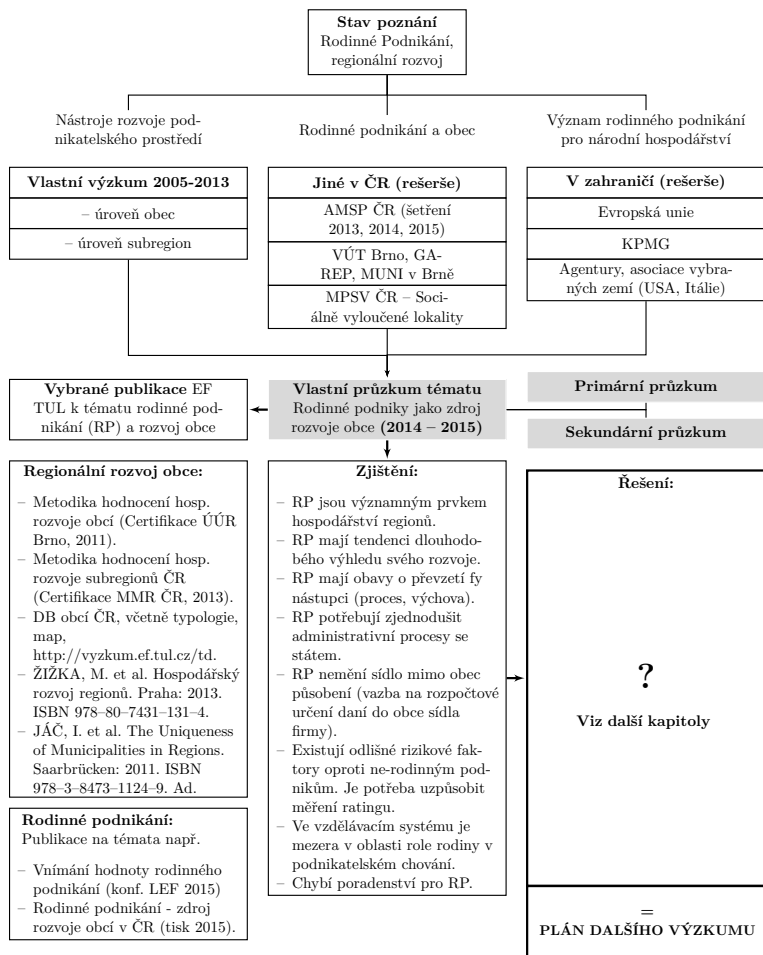 Stav poznání
Rodinné Podnikání,
regionální rozvoj
Nástroje rozvoje pod-
nikatelského prostředí
Rodinné podnikání a obec
Význam rodinného podnikání
pro národní hospodářství
Vlastní výzkum 2005-2013
– úroveň obec
– úroveň subregion
Jiné v ČR (rešerše)
AMSP ČR (šetření
2013, 2014, 2015)
VÚT Brno, GA-
REP, MUNI v Brně
MPSV ČR – Soci-
álně vyloučené lokality
V zahraničí (rešerše)
Evropská unie
KPMG
Agentury, asociace vybra-
ných zemí (USA, Itálie)
Vybrané publikace EF
TUL k tématu rodinné pod-
nikání (RP) a rozvoj obce
Vlastní průzkum tématu
Rodinné podniky jako zdroj
rozvoje obce (2014 – 2015)
Primární průzkum
Sekundární průzkum
Regionální rozvoj obce:
– Metodika hodnocení hosp.
rozvoje obcí (Certifikace ÚÚR
Brno, 2011).
– Metodika hodnocení hosp.
rozvoje subregionů ČR
(Certifikace MMR ČR, 2013).
– DB obcí ČR, včetně typologie,
map,
http://vyzkum.ef.tul.cz/td.
– ŽIŽKA, M. et al. Hospodářský
rozvoj regionů. Praha: 2013.
ISBN 978–80–7431–131–4.
– JÁČ, I. et al. The Uniqueness
of Municipalities in Regions.
Saarbrücken: 2011. ISBN
978–3–8473–1124–9. Ad.
Rodinné podnikání:
Publikace na témata např.
– Vnímání hodnoty rodinného
podnikání (konf. LEF 2015)
– Rodinné podnikání - zdroj
rozvoje obcí v ČR (tisk 2015).
Zjištění:
– RP jsou významným prvkem
hospodářství regionů.
– RP mají tendenci dlouhodo-
bého výhledu svého rozvoje.
– RP mají obavy o převzetí fy
nástupci (proces, výchova).
– RP potřebují zjednodušit
administrativní procesy se
státem.
– RP nemění sídlo mimo obec
působení (vazba na rozpočtové
určení daní do obce sídla
firmy).
– Existují odlišné rizikové fak-
tory oproti ne-rodinným pod-
nikům. Je potřeba uzpůsobit
měření ratingu.
– Ve vzdělávacím systému je
mezera v oblasti role rodiny v
podnikatelském chování.
– Chybí poradenství pro RP.
Řešení:
?
Viz další kapitoly
=
PLÁN DALŠÍHO VÝZKUMU